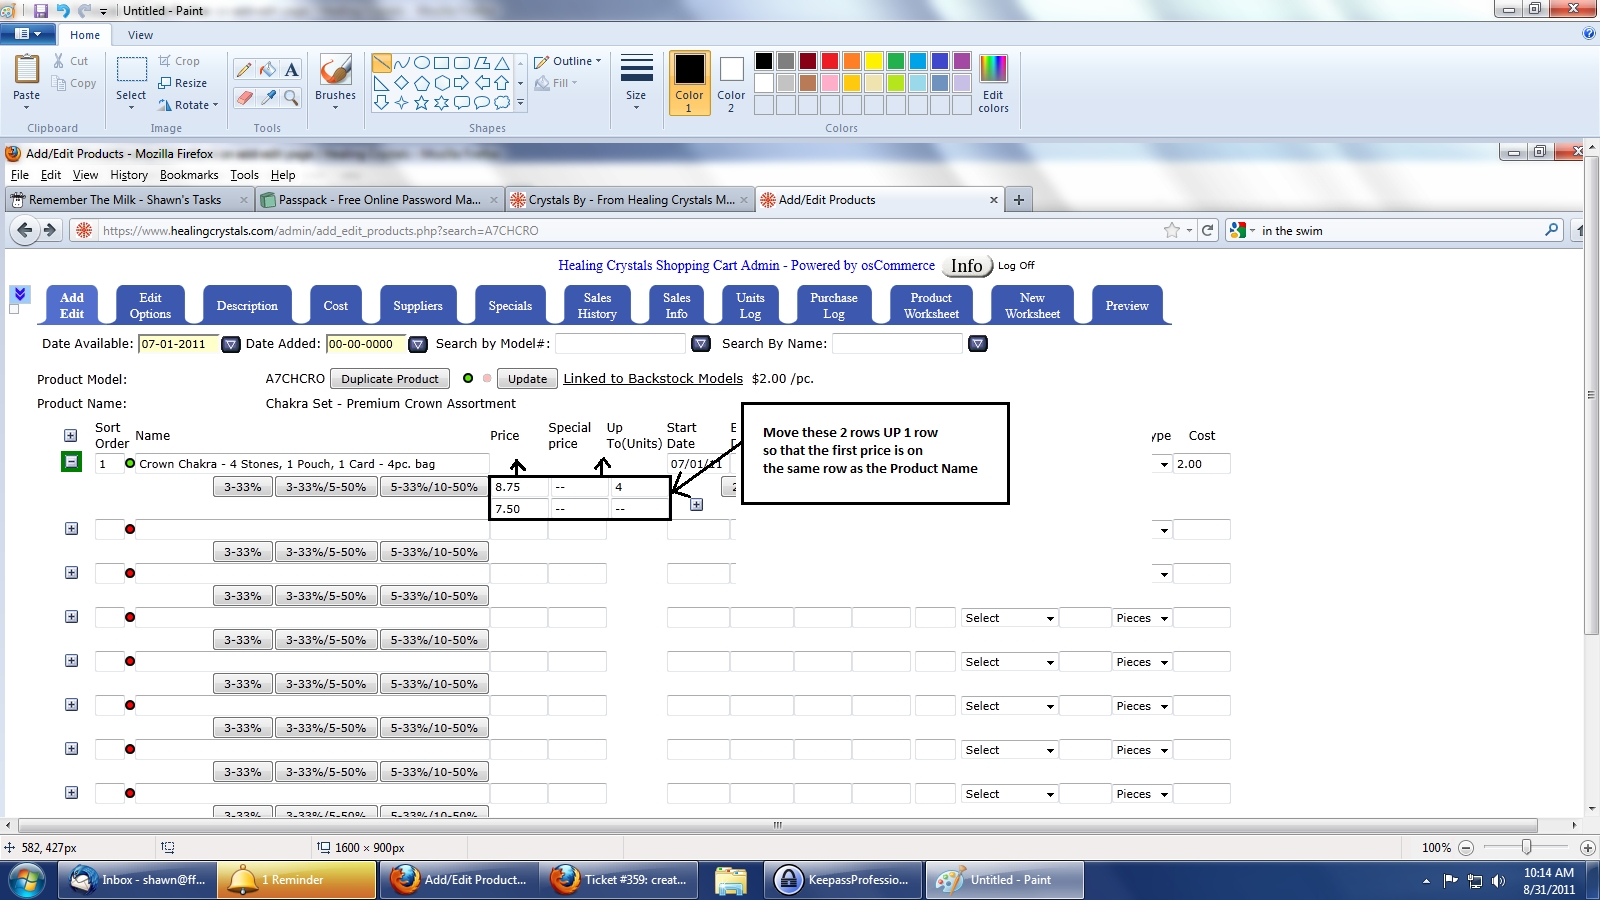 Untitled - Paint
Home View
Paste Cut Copy Clipboard
Select Crop Resize Rotate Image
Tools
Brushes
Outline Fill Shapes
Size
Color 1 Color 2 Edit colors Colors
Add/Edit Products - Mozilla Firefox
File Edit View History Bookmarks Tools Help
Remember The Milk - Shawn's Tasks Passpack - Free Online Password Ma... Crystals By - From Healing Crystals M... Add/Edit Products
https://www.healingcrystals.com/admin/add_edit_products.php?search=A7CHCRO in the swim
Healing Crystals Shopping Cart Admin - Powered by osCommerce Info Log Off
Add Edit Edit Options Description Cost Suppliers Specials Sales History Sales Info Units Log Purchase Log Product Worksheet New Worksheet Preview
Date Available: 07-01-2011 Date Added: 00-00-0000 Search by Model#: Search By Name:
Product Model: A7CHCRO Duplicate Product Update Linked to Backstock Models $2.00 /pc.
Product Name: Chakra Set - Premium Crown Assortment
Sort Order Name Price Special price Up To(Units) Start Date ype Cost
1 Crown Chakra - 4 Stones, 1 Pouch, 1 Card - 4pc. bag 07/01/11 2.00
Move these 2 rows UP 1 row
so that the first price is on
the same row as the Product Name
3-33% 3-33%/5-50% 5-33%/10-50% 8.75 -- 4
7.50 -- --
3-33% 3-33%/5-50% 5-33%/10-50%
3-33% 3-33%/5-50% 5-33%/10-50%
Select Pieces
3-33% 3-33%/5-50% 5-33%/10-50%
Select Pieces
3-33% 3-33%/5-50% 5-33%/10-50%
Select Pieces
3-33% 3-33%/5-50% 5-33%/10-50%
Select Pieces
3-33% 3-33%/5-50% 5-33%/10-50%
Select Pieces
3-33% 3-33%/5-50% 5-33%/10-50%
582, 427px 1600 × 900px 100%
Inbox - shawn@ff... 1 Reminder Add/Edit Product... Ticket #359: creat... KeepassProfessio... Untitled - Paint 10:14 AM
8/31/2011